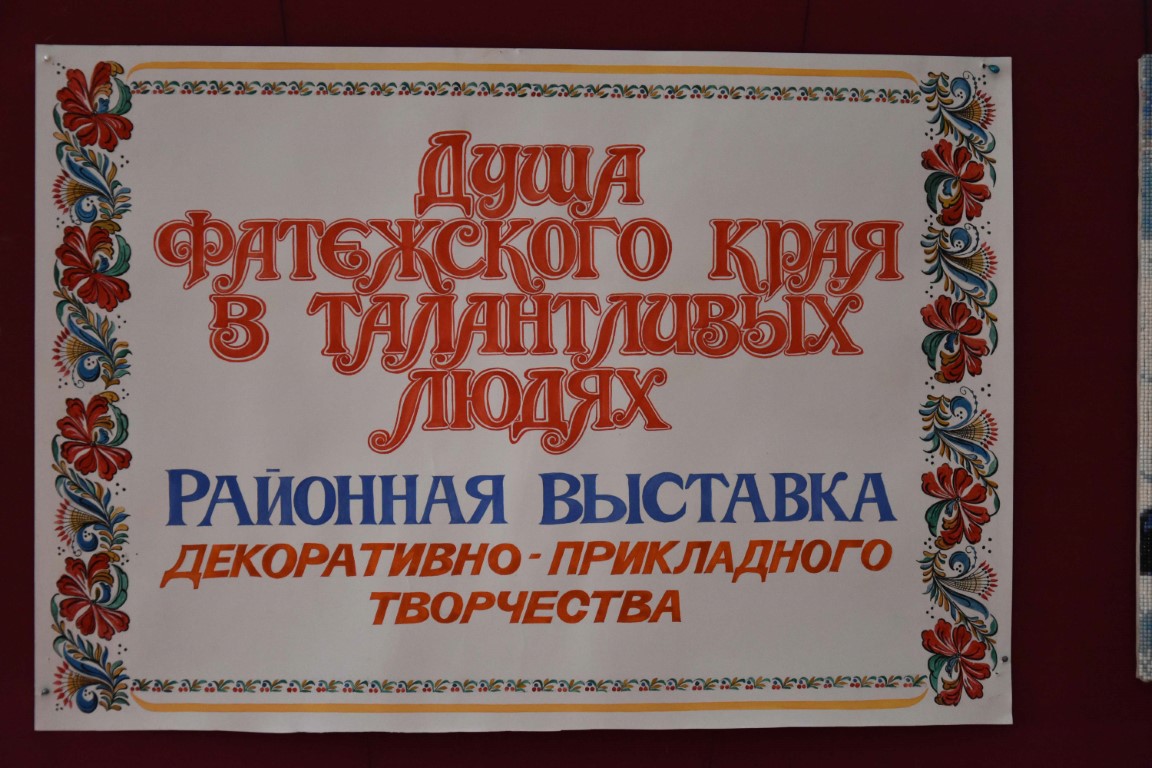 Душа
Фатежского края
в талантливых
людях
Районная выставка
декоративно - прикладного
творчества